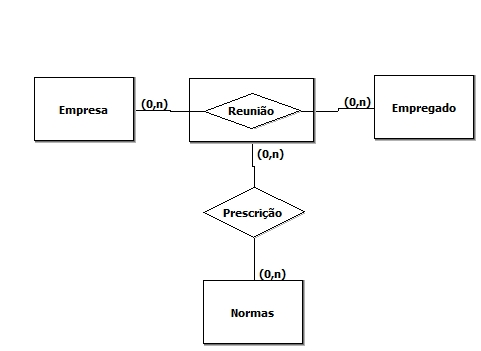 Empresa
(0,n)
Reunião
(0,n)
Empregado
(0,n)
Prescrição
(0,n)
Normas